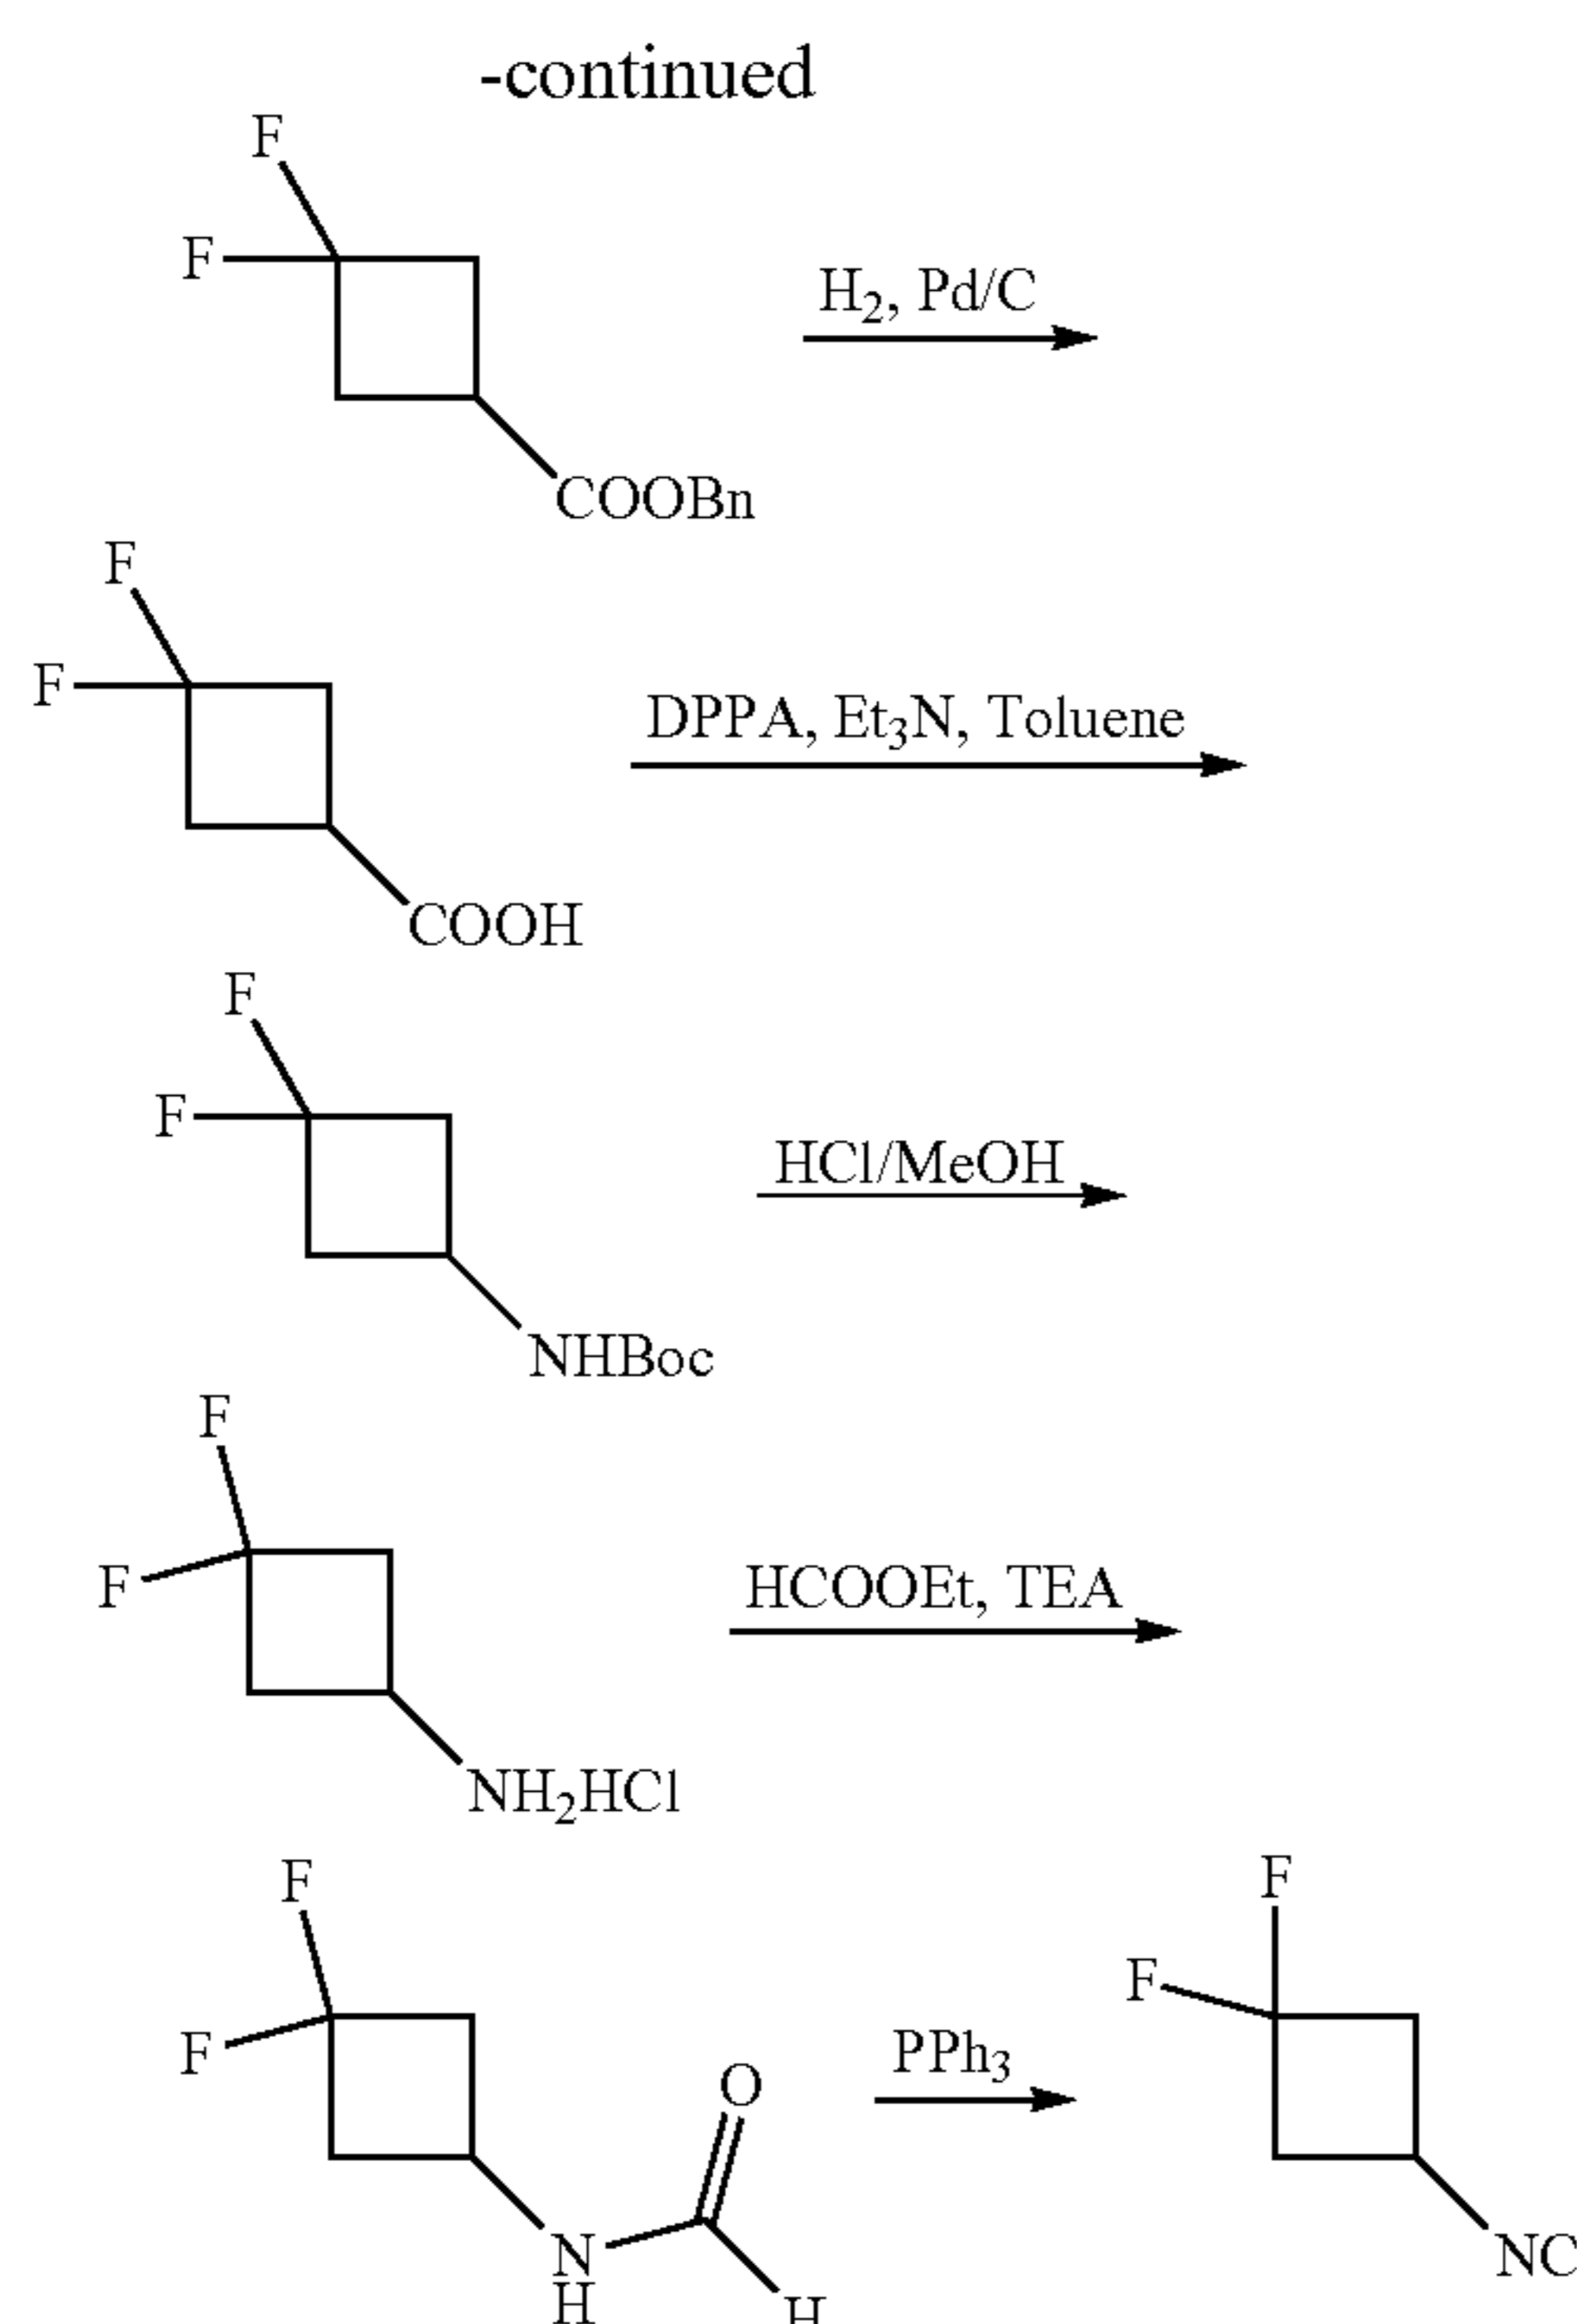 -continued
F
F
H2, Pd/C
COOBn
F
F
DPPA, Et3N, Toluene
COOH
F
F
HCl/MeOH
NHBoc
F
F
HCOOEt, TEA
NH2HCl
F
F
F
F
PPh3
O
N
H
H
NC